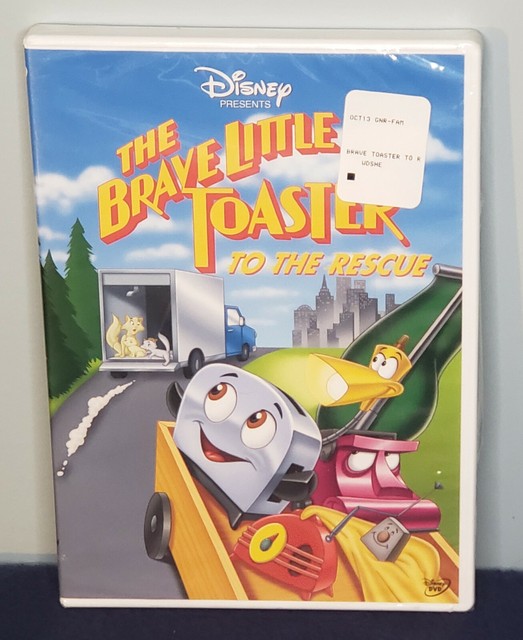 Disney
PRESENTS
THE
BRAVE LITTLE
TOASTER
TO THE RESCUE
OCT13 GNR-FAM
BRAVE TOASTER TO R
WDSHE
Disney
DVD